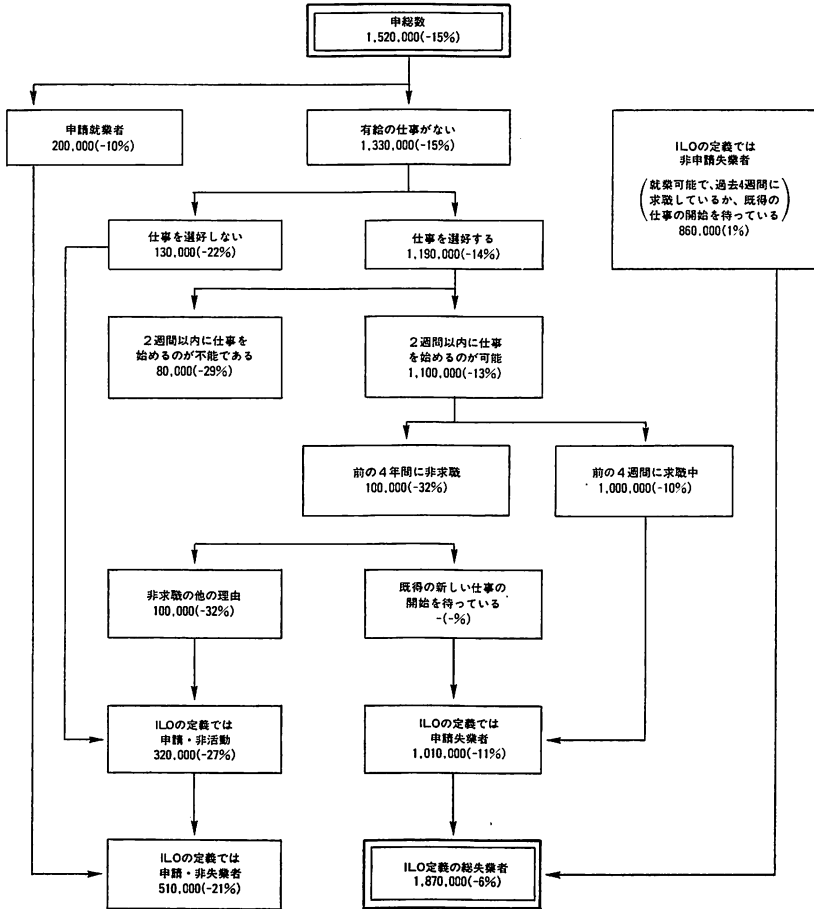 申総数
1,520,000(-15%)
申請就業者
200,000(-10%)
有給の仕事がない
1,330,000(-15%)
ILOの定義では
非申請失業者
(就業可能で、過去4週間に
求職しているか、既得の
仕事の開始を待っている)
860,000(1%)
仕事を選好しない
130,000(-22%)
仕事を選好する
1,190,000(-14%)
2週間以内に仕事を
始めるのが不能である
80,000(-29%)
2週間以内に仕事
を始めるのが可能
1,100,000(-13%)
前の4年間に非求職
100,000(-32%)
前の4週間に求職中
1,000,000(-10%)
非求職の他の理由
100,000(-32%)
既得の新しい仕事の
開始を待っている
-(-%)
ILOの定義では
申請・非活動
320,000(-27%)
ILOの定義では
申請失業者
1,010,000(-11%)
ILOの定義では
申請・非失業者
510,000(-21%)
ILO定義の総失業者
1,870,000(-6%)